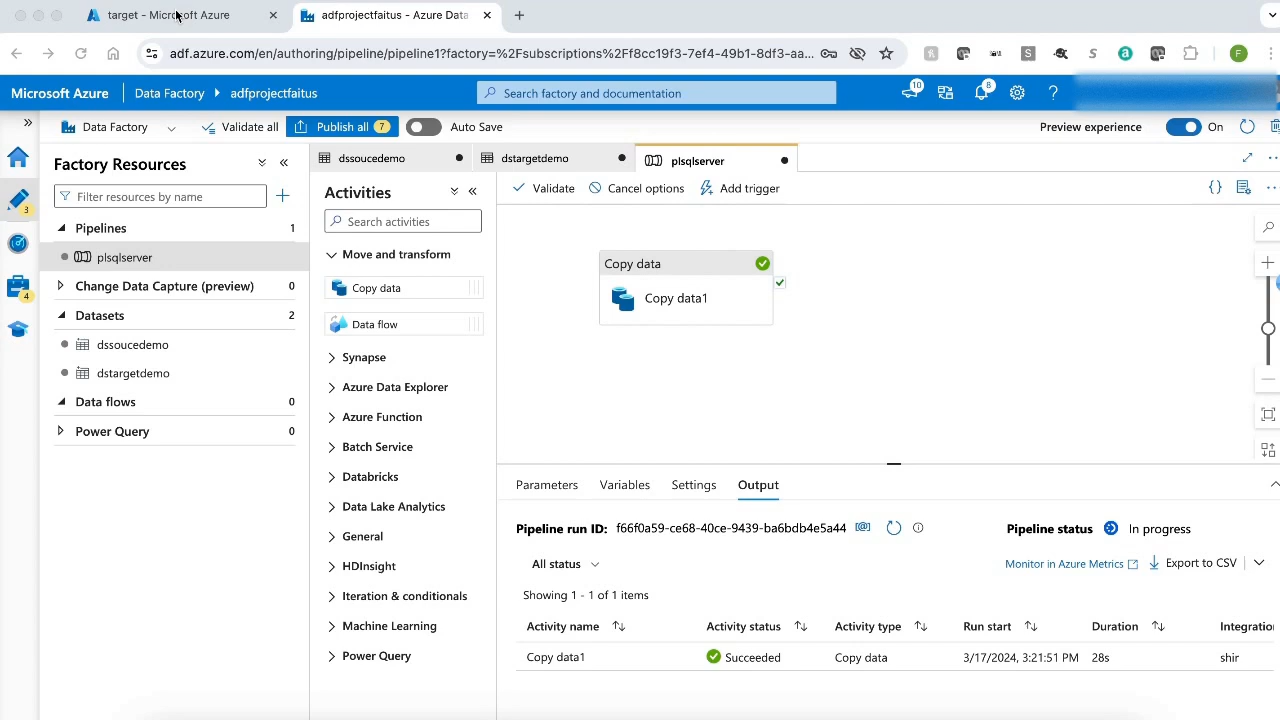 target - Microsoft Azure
adfprojectfaitus - Azure Data
adf.azure.com/en/authoring/pipeline/pipeline1?factory=%2Fsubscriptions%2Ff8cc19f3-7ef4-49b1-8df3-aa...
F
Microsoft Azure
Data Factory
adfprojectfaitus
Search factory and documentation
10
8
Data Factory
Validate all
Publish all
7
Auto Save
Preview experience
On
Factory Resources
Filter resources by name
3
4
Pipelines
1
plsqlserver
Change Data Capture (preview)
0
Datasets
2
dssoucedemo
dstargetdemo
Data flows
0
Power Query
0
dssoucedemo
dstargetdemo
plsqlserver
Activities
Search activities
Move and transform
Copy data
Data flow
Synapse
Azure Data Explorer
Azure Function
Batch Service
Databricks
Data Lake Analytics
General
HDInsight
Iteration & conditionals
Machine Learning
Power Query
Validate
Cancel options
Add trigger
Copy data
Copy data1
Parameters
Variables
Settings
Output
Pipeline run ID: f66f0a59-ce68-40ce-9439-ba6bdb4e5a44
Pipeline status
In progress
All status
Monitor in Azure Metrics
Export to CSV
Showing 1 - 1 of 1 items
Activity name
Activity status
Activity type
Run start
Duration
Integratio
Copy data1
Succeeded
Copy data
3/17/2024, 3:21:51 PM
28s
shir